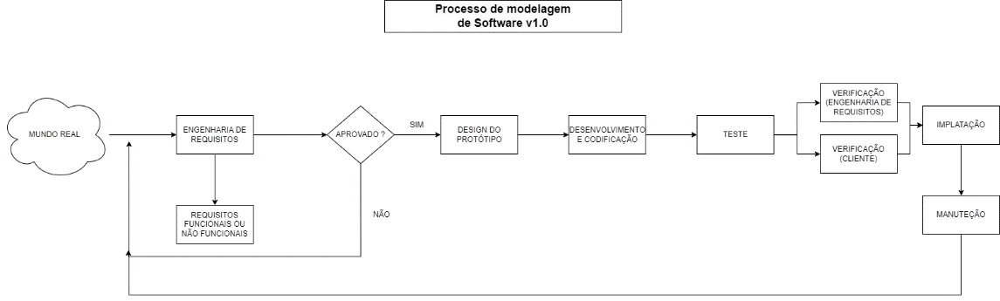 Processo de modelagem
de Software v1.0
MUNDO REAL
ENGENHARIA DE
REQUISITOS
REQUISITOS
FUNCIONAIS OU
NÃO FUNCIONAIS
APROVADO ?
SIM
NÃO
DESIGN DO
PROTÓTIPO
DESENVOLVIMENTO
E CODIFICAÇÃO
TESTE
VERIFICAÇÃO
(ENGENHARIA DE
REQUISITOS)
VERIFICAÇÃO
(CLIENTE)
IMPLATAÇÃO
MANUTEÇÃO